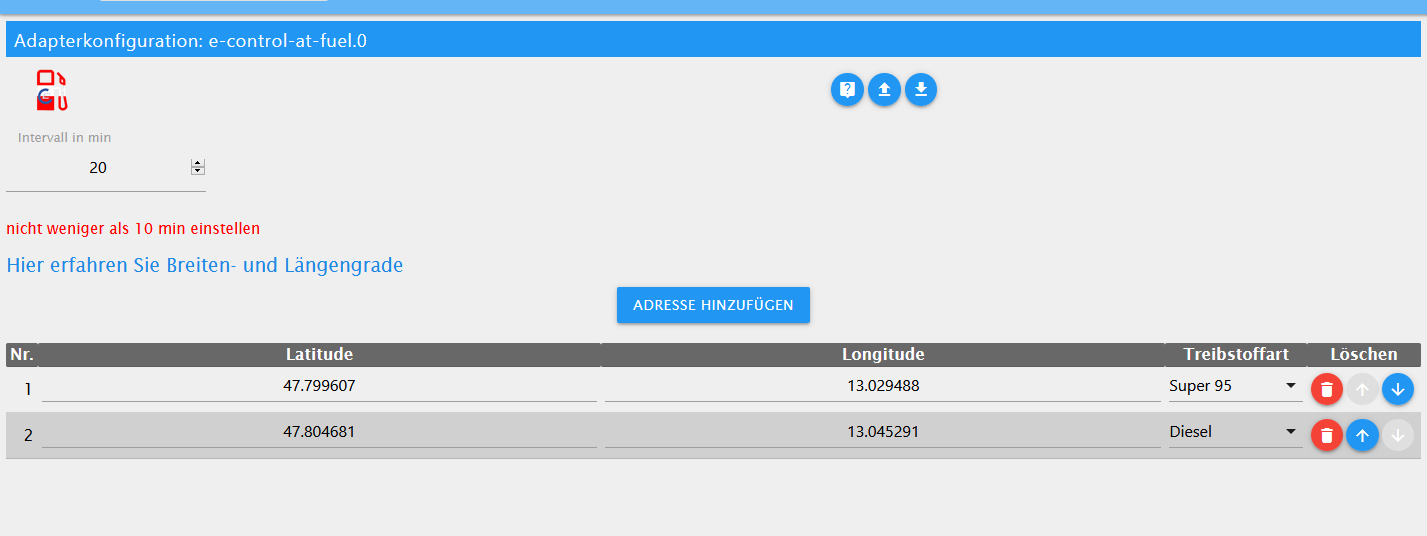 Adapterkonfiguration: e-control-at-fuel.0
Intervall in min
20
nicht weniger als 10 min einstellen
Hier erfahren Sie Breiten- und Längengrade
ADRESSE HINZUFÜGEN
Nr. Latitude Longitude Treibstoffart Löschen
1 47.799607 13.029488 Super 95
2 47.804681 13.045291 Diesel